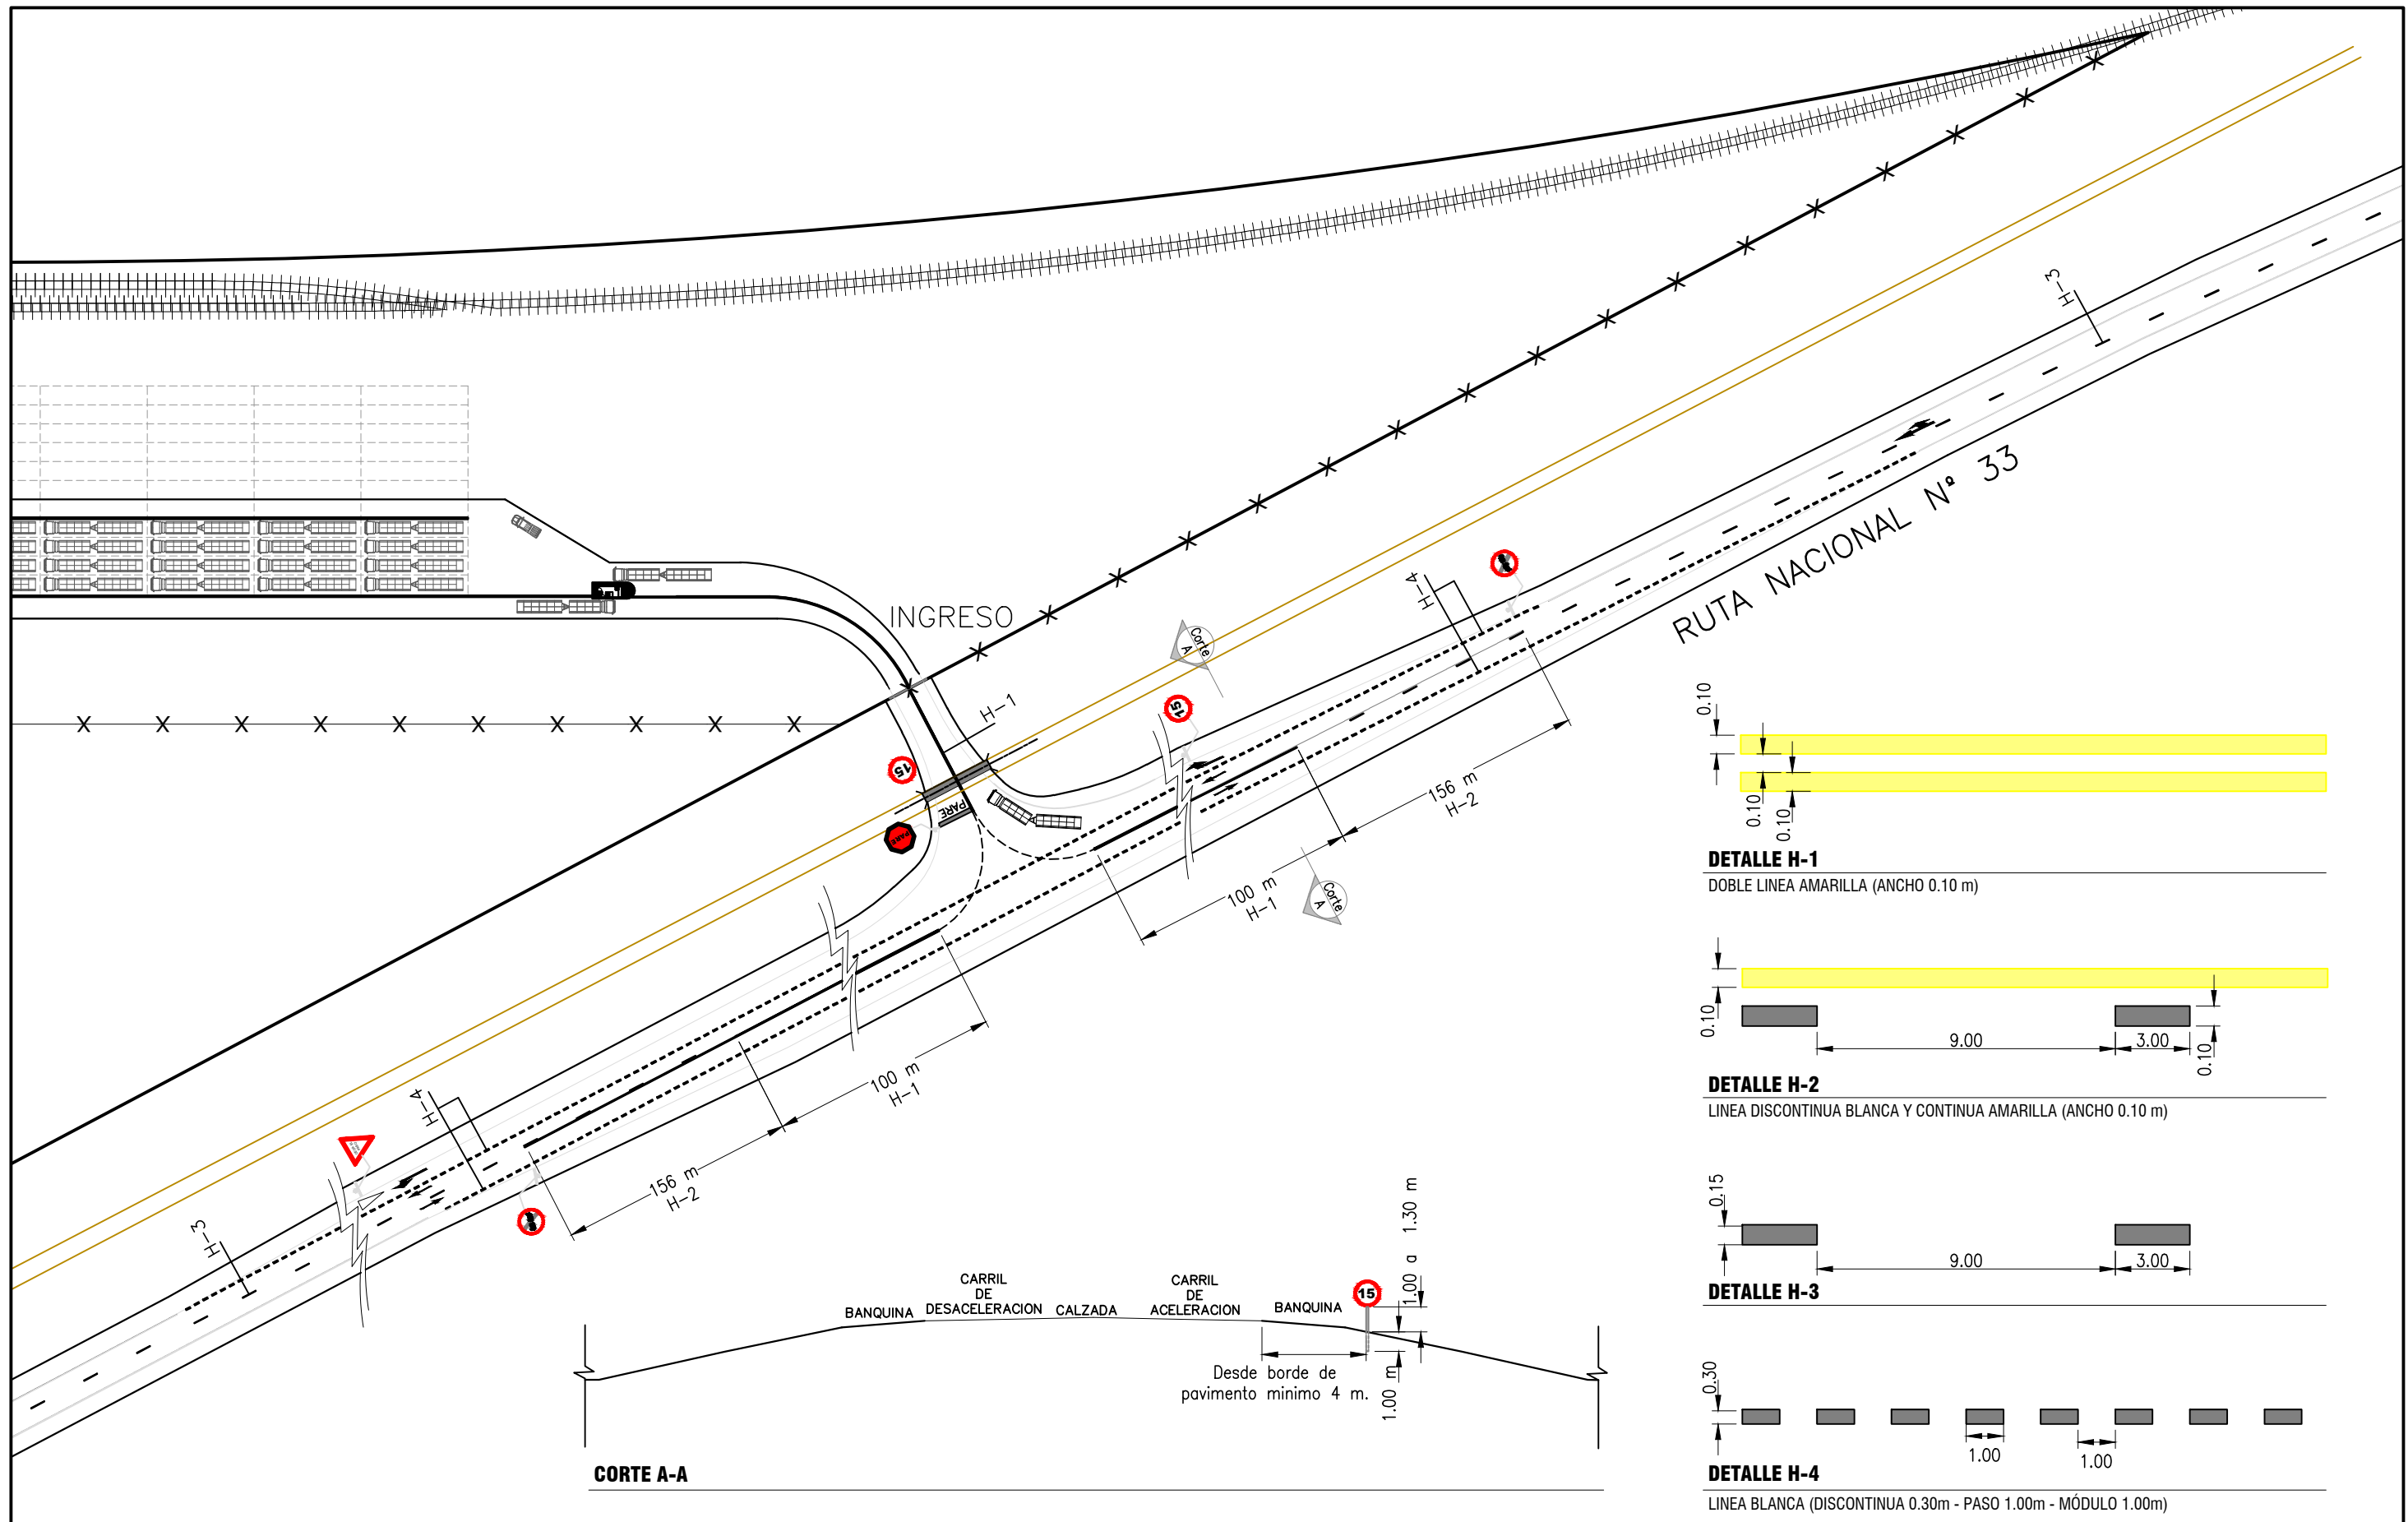 H-3
RUTA NACIONAL Nº 33
H-4
INGRESO
Corte
A
H-1
15
15
PARE
PARE
156 m
H-2
100 m
H-1
Corte
A
100 m
H-1
156 m
H-2
H-4
H-3
0.10
0.10
0.10
DETALLE H-1
DOBLE LINEA AMARILLA (ANCHO 0.10 m)
0.10
9.00
3.00
0.10
DETALLE H-2
LINEA DISCONTINUA BLANCA Y CONTINUA AMARILLA (ANCHO 0.10 m)
0.15
9.00
3.00
DETALLE H-3
0.30
1.00
1.00
DETALLE H-4
LINEA BLANCA (DISCONTINUA 0.30m - PASO 1.00m - MÓDULO 1.00m)
BANQUINA
CARRIL
DE
DESACELERACION
CALZADA
CARRIL
DE
ACELERACION
BANQUINA
15
1.00 a 1.30 m
1.00 m
Desde borde de
pavimento minimo 4 m.
CORTE A-A